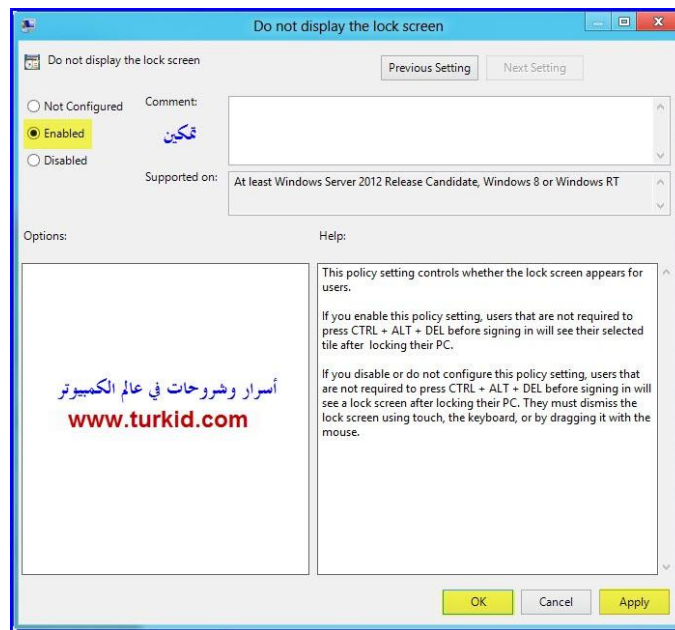 Do not display the lock screen
Do not display the lock screen
Previous Setting
Next Setting
Not Configured
Comment:
Enabled
تمكين
Disabled
Supported on:
At least Windows Server 2012 Release Candidate, Windows 8 or Windows RT
Options:
Help:
This policy setting controls whether the lock screen appears for
users.
If you enable this policy setting, users that are not required to
press CTRL + ALT + DEL before signing in will see their selected
tile after  locking their PC.
If you disable or do not configure this policy setting, users that
are not required to press CTRL + ALT + DEL before signing in will
see a lock screen after locking their PC. They must dismiss the
lock screen using touch, the keyboard, or by dragging it with the
mouse.
أسرار وشروحات في عالم الكمبيوتر
www.turkid.com
OK
Cancel
Apply